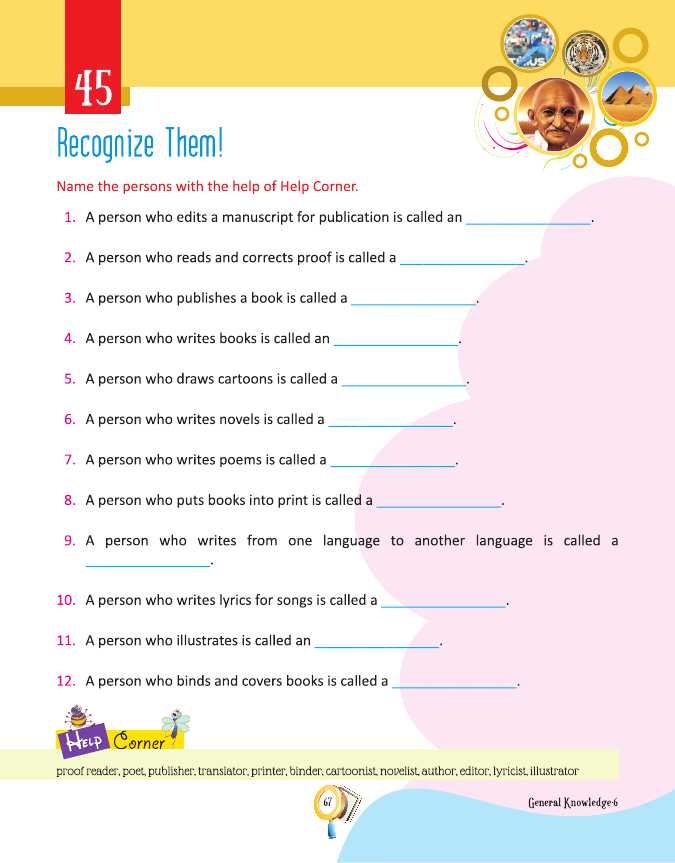 45
Recognize Them!
Name the persons with the help of Help Corner.
1. A person who edits a manuscript for publication is called an ________________.
2. A person who reads and corrects proof is called a ________________.
3. A person who publishes a book is called a ________________.
4. A person who writes books is called an ________________.
5. A person who draws cartoons is called a ________________.
6. A person who writes novels is called a ________________.
7. A person who writes poems is called a ________________.
8. A person who puts books into print is called a ________________.
9. A person who writes from one language to another language is called a
________________.
10. A person who writes lyrics for songs is called a ________________.
11. A person who illustrates is called an ________________.
12. A person who binds and covers books is called a ________________.
Help Corner
proof reader, poet, publisher, translator, printer, binder, cartoonist, novelist, author, editor, lyricist, illustrator
67
General Knowledge-6